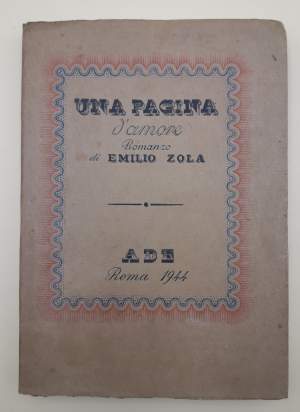 UNA PAGINA
d'amore
Romanzo
di EMILIO ZOLA
ADE
Roma 1944